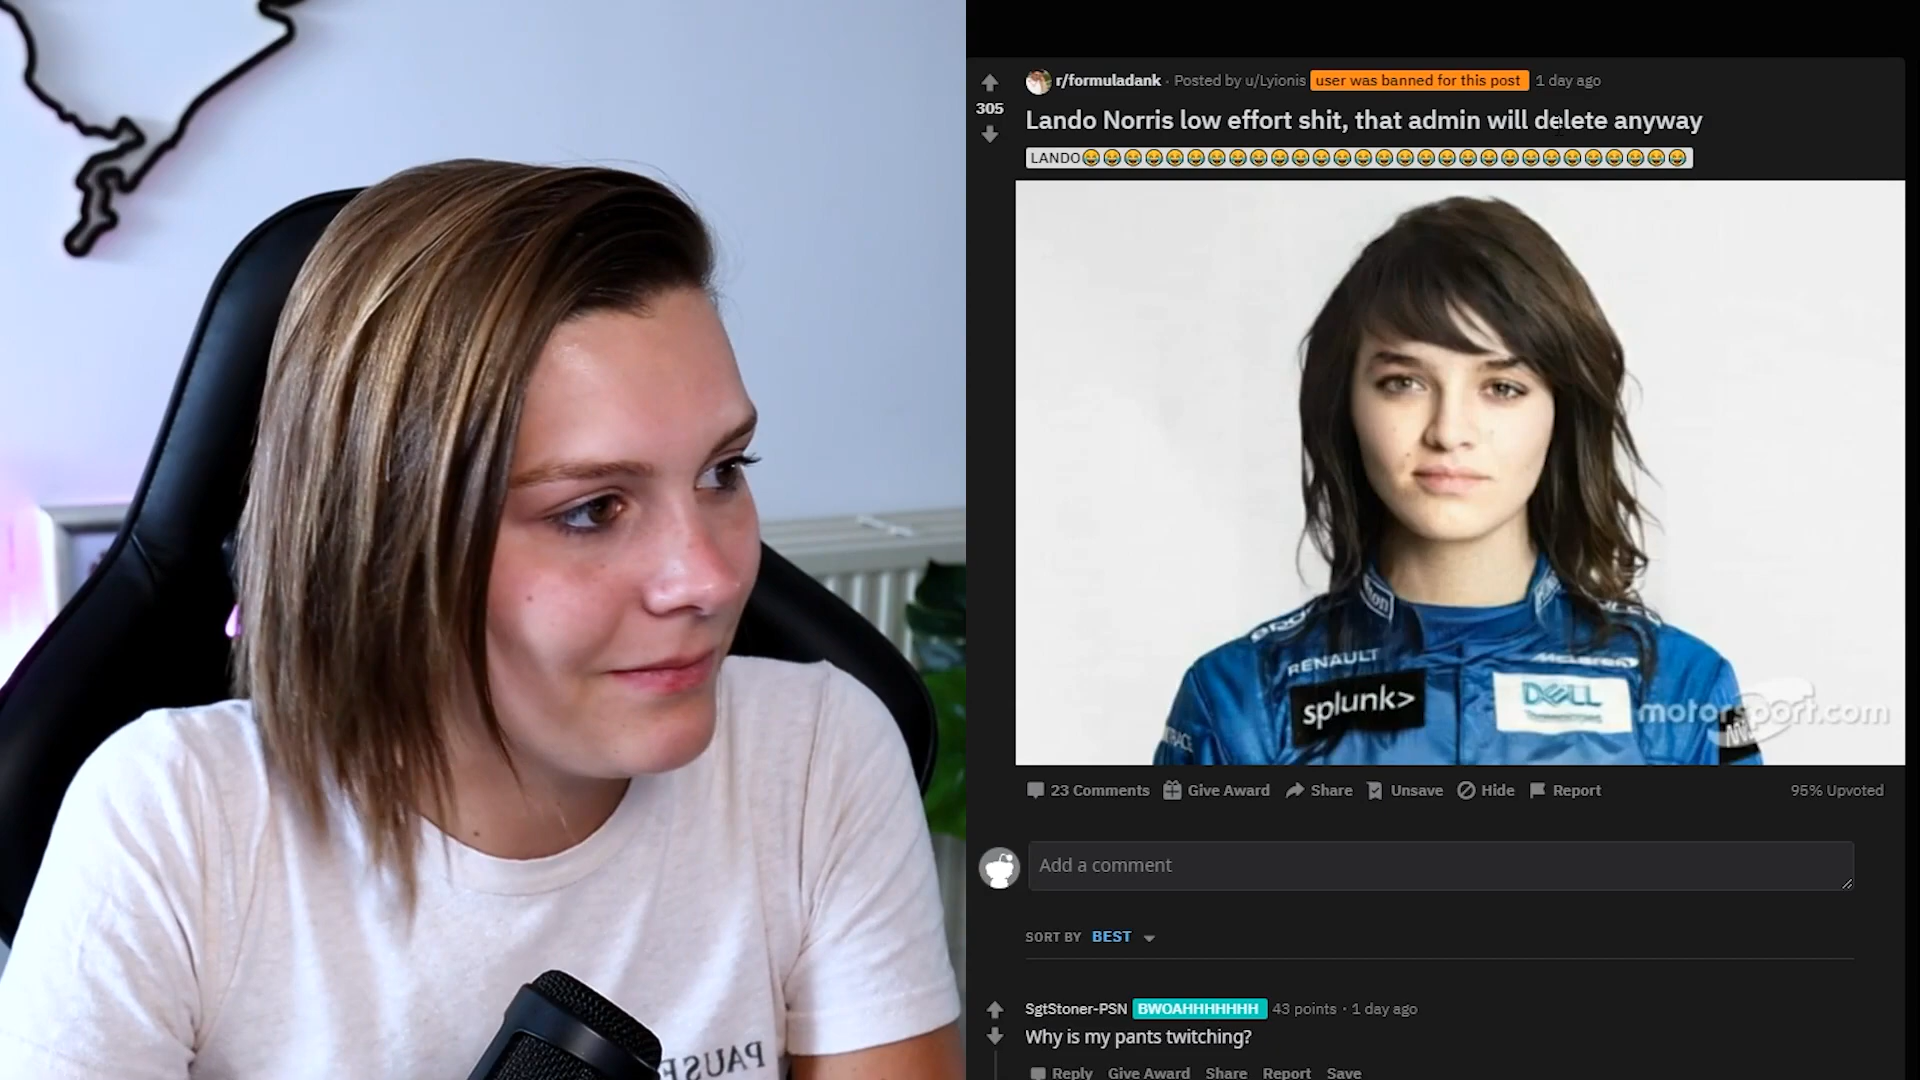 r/formuladank · Posted by u/Lyionis user was banned for this post 1 day ago
305
Lando Norris low effort shit, that admin will delete anyway
LANDO😂😂😂😂😂😂😂😂😂😂😂😂😂😂😂😂😂😂😂😂😂😂😂😂😂😂😂😂😂
RENAULT
McLaren
splunk>
DELL
Technologies
motorsport.com
23 Comments Give Award Share Unsave Hide Report 95% Upvoted
Add a comment
SORT BY BEST
SgtStoner-PSN BWOAHHHHHHH 43 points · 1 day ago
Why is my pants twitching?
Reply Give Award Share Report Save
PAUSE